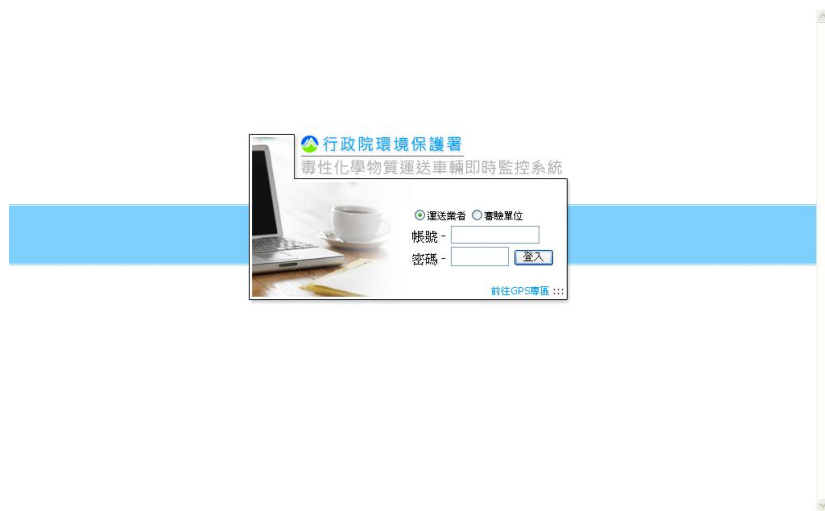 行政院環境保護署
毒性化學物質運送車輛即時監控系統
運送業者 審驗單位
帳號 -
密碼 - 登入
前往GPS專區 :::